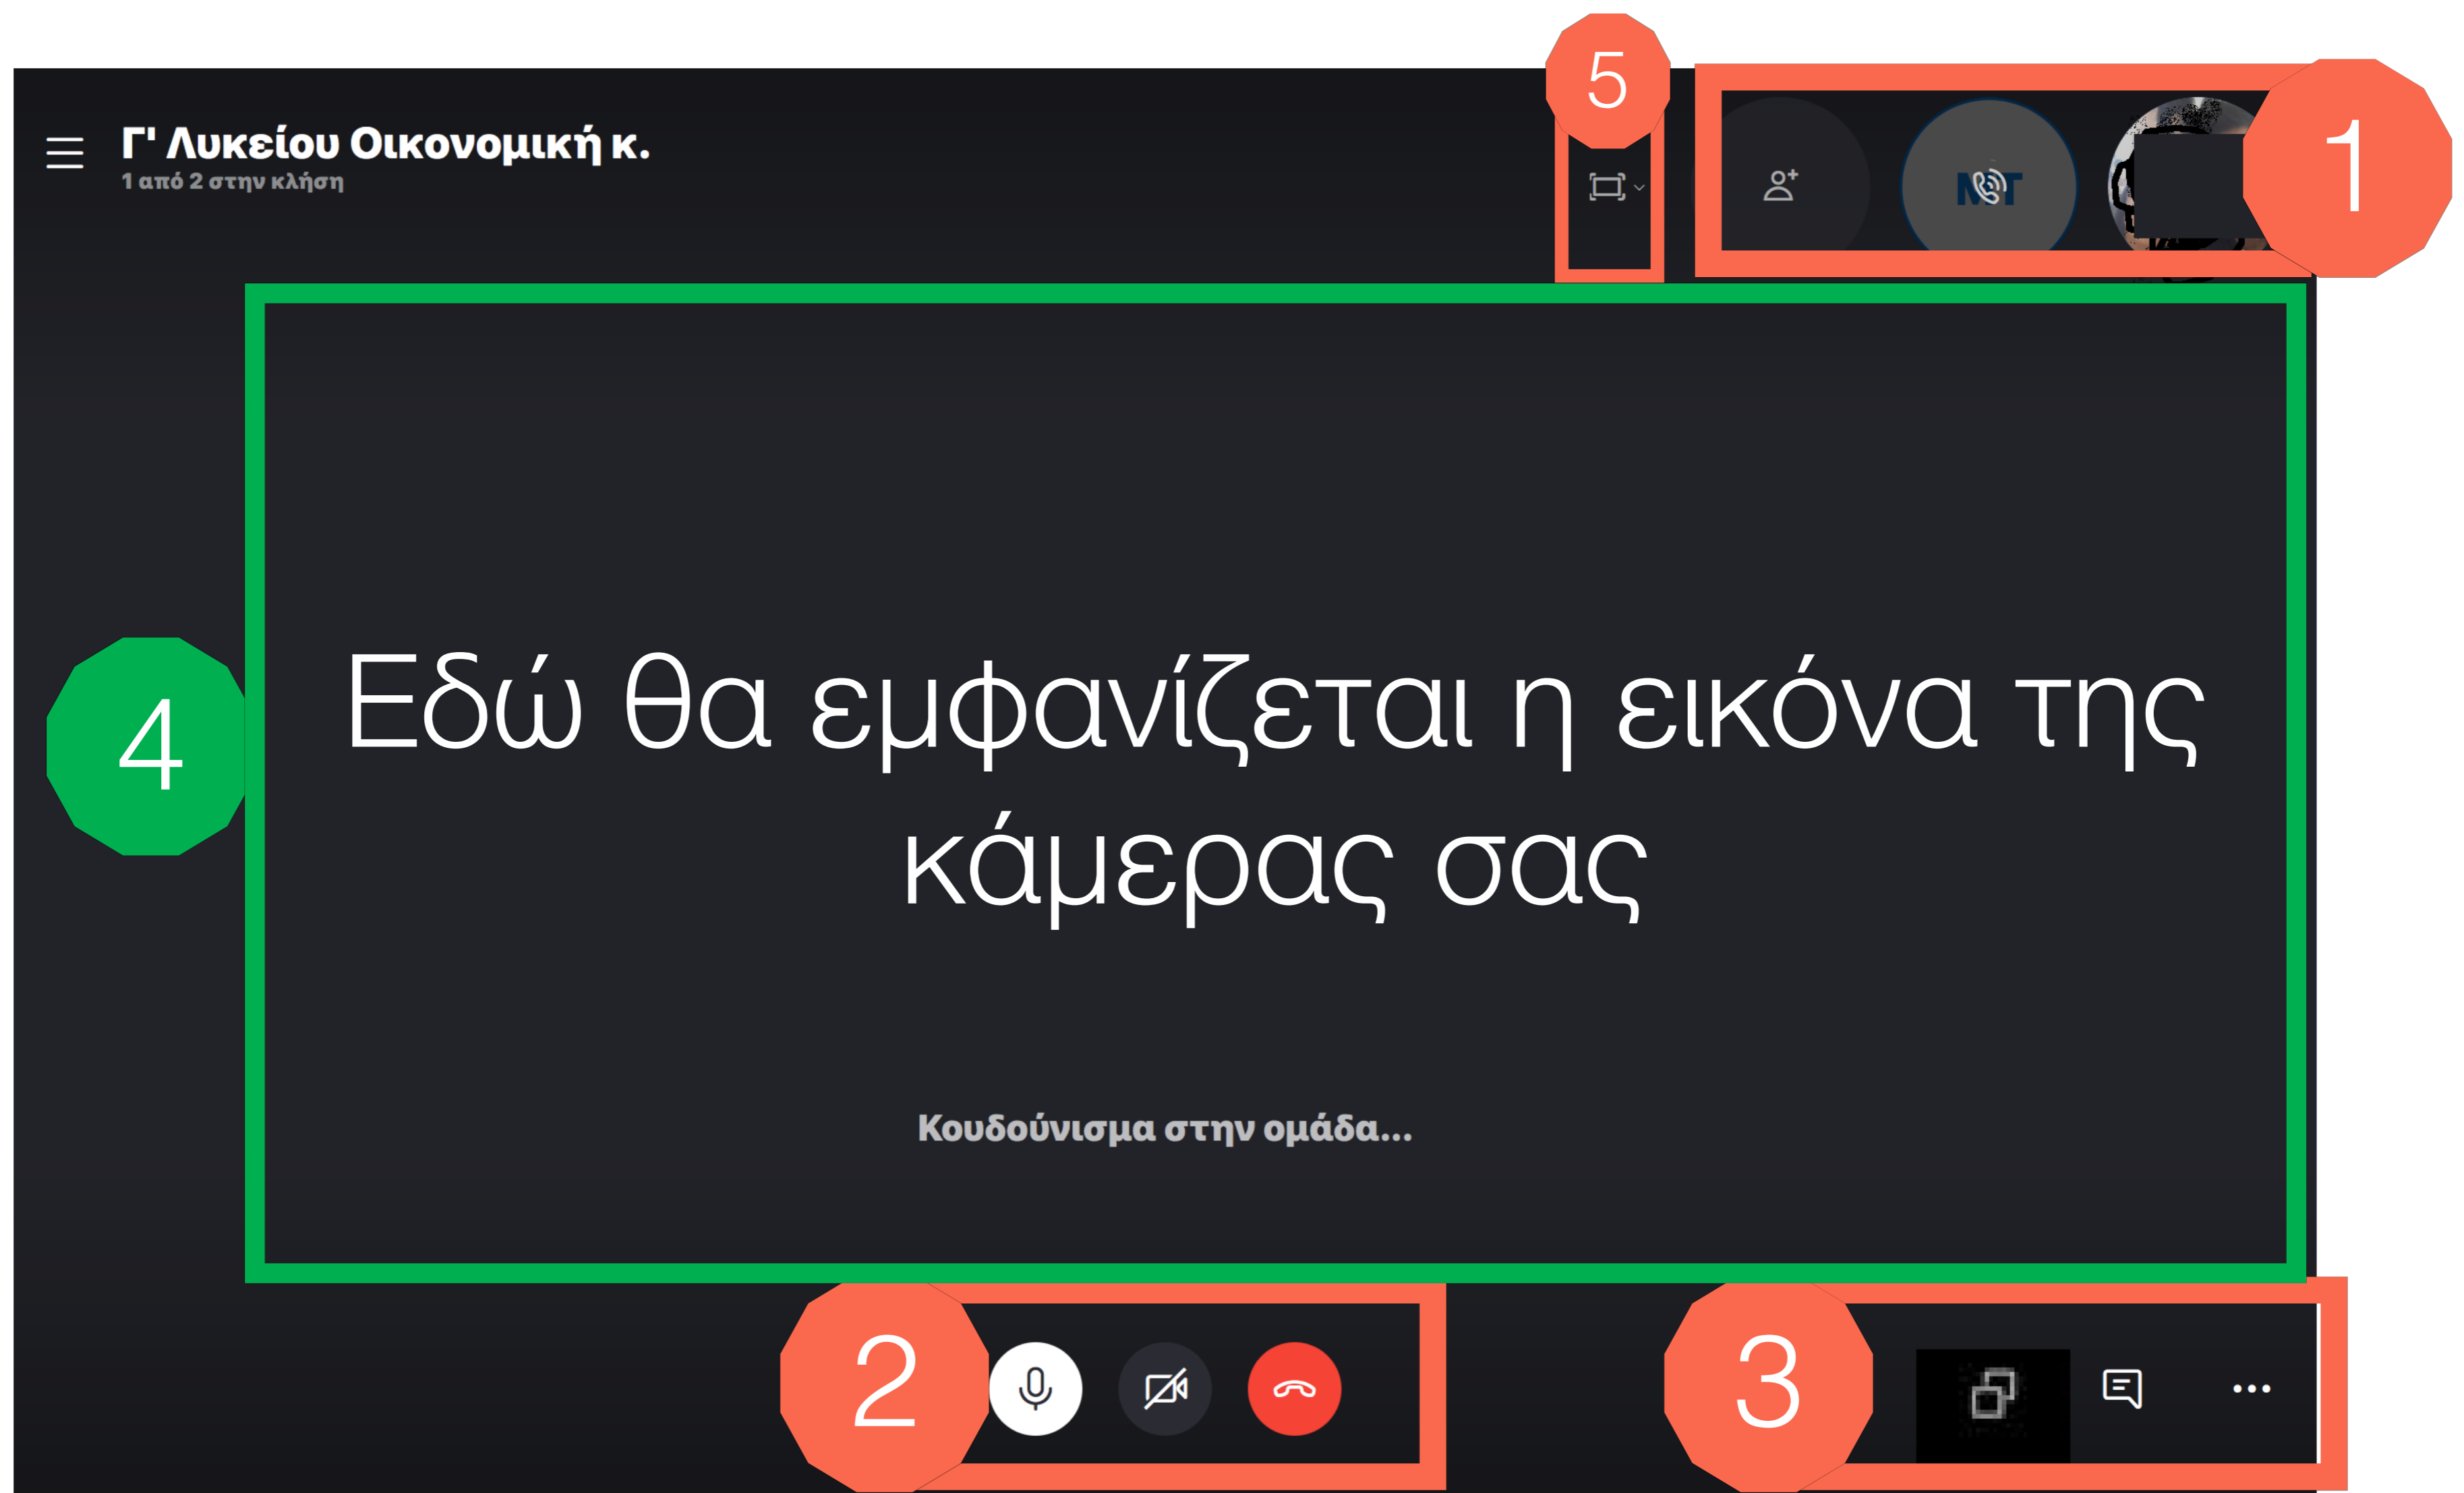 5
1
Γ' Λυκείου Οικονομική κ.
1 από 2 στην κλήση
4
Εδώ θα εμφανίζεται η εικόνα της
κάμερας σας
Κουδούνισμα στην ομάδα...
2
3